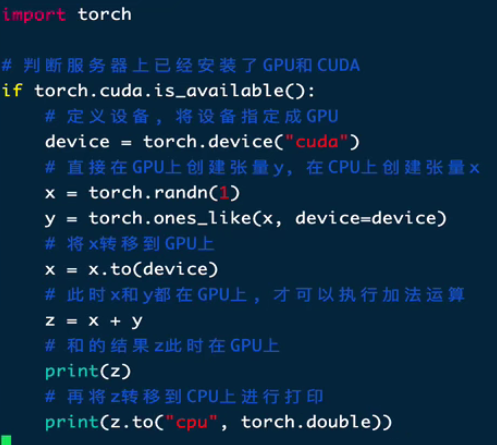 import torch
# 判断服务器上已经安装了GPU和CUDA
if torch.cuda.is_available():
# 定义设备, 将设备指定成GPU
device = torch.device("cuda")
# 直接在GPU上创建张量y, 在CPU上创建张量x
x = torch.randn(1)
y = torch.ones_like(x, device=device)
# 将x转移到GPU上
x = x.to(device)
# 此时x和y都在GPU上, 才可以执行加法运算
z = x + y
# 和的结果z此时在GPU上
print(z)
# 再将z转移到CPU上进行打印
print(z.to("cpu", torch.double))